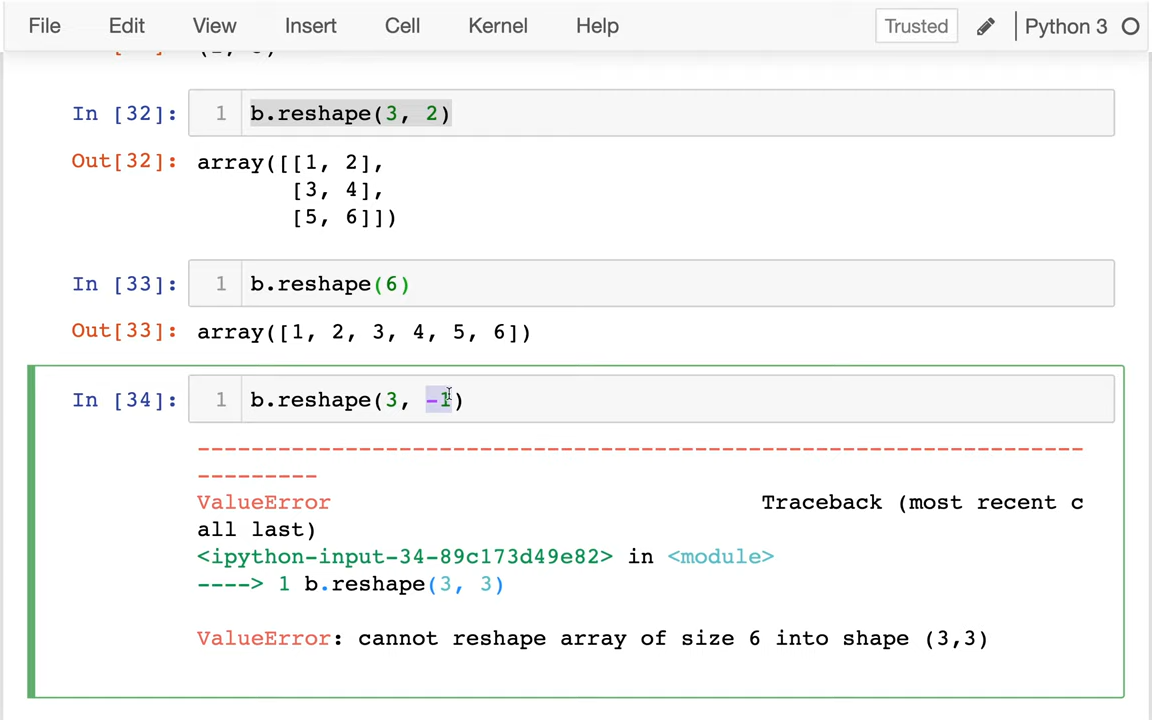 File Edit View Insert Cell Kernel Help Trusted Python 3
In [32]: 1 b.reshape(3, 2)
Out[32]: array([[1, 2],
[3, 4],
[5, 6]])
In [33]: 1 b.reshape(6)
Out[33]: array([1, 2, 3, 4, 5, 6])
In [34]: 1 b.reshape(3, -1)
------------------------------------------------------------------
---------
ValueError Traceback (most recent c
all last)
<ipython-input-34-89c173d49e82> in <module>
----> 1 b.reshape(3, 3)
ValueError: cannot reshape array of size 6 into shape (3,3)